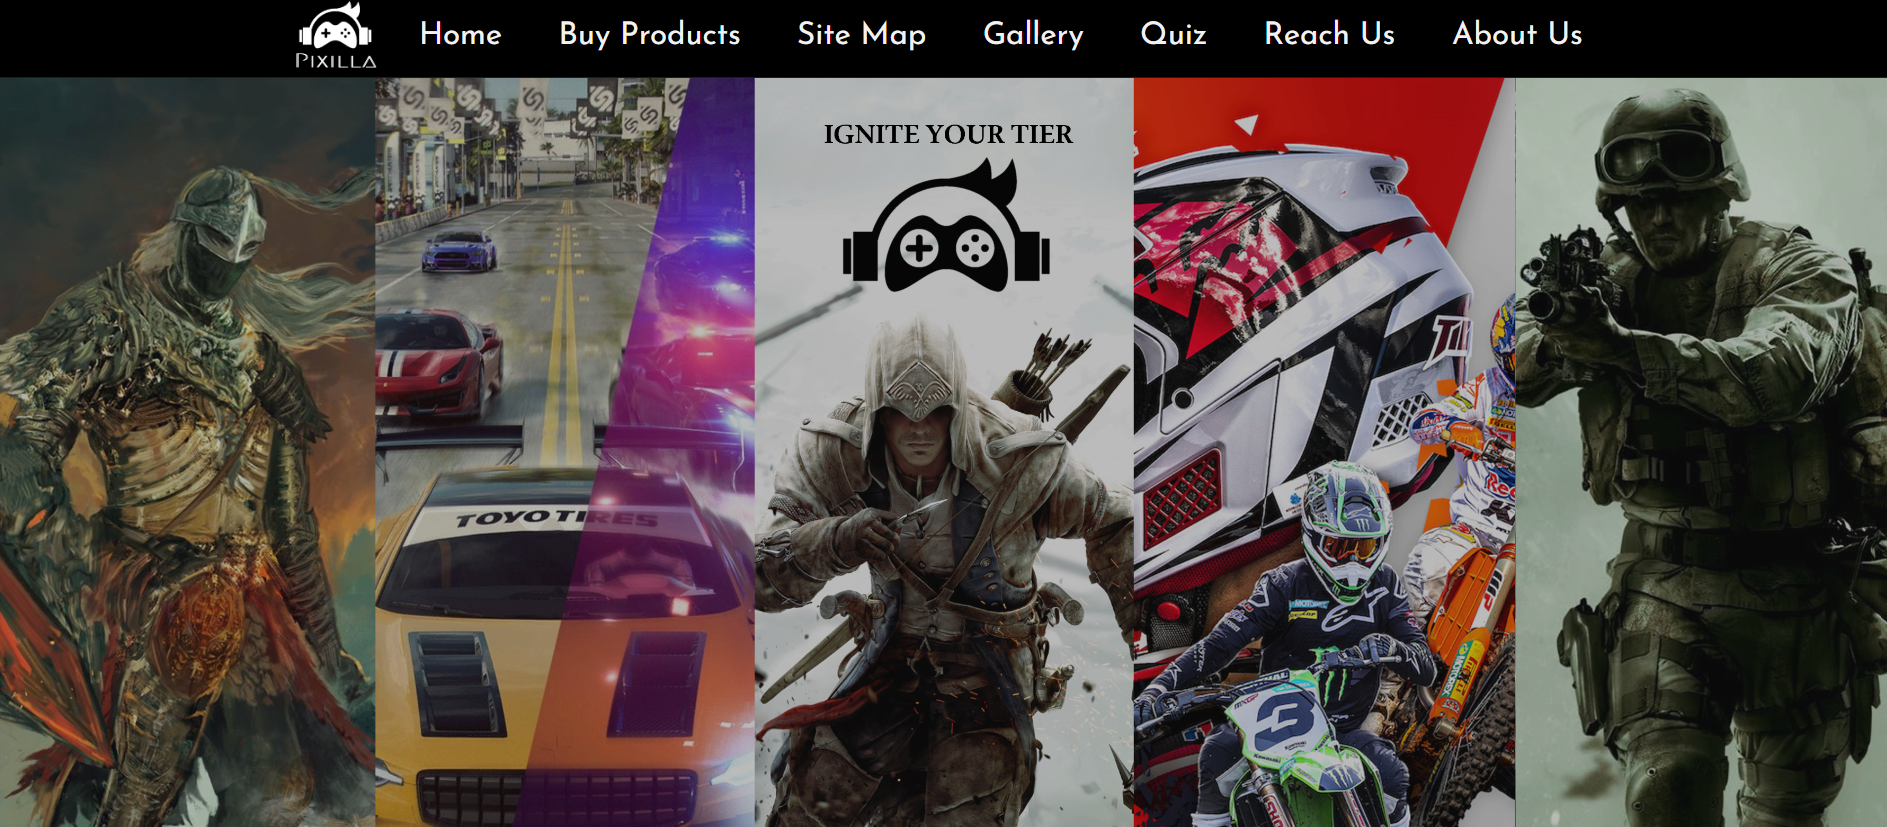 PIXILLA
Home
Buy Products
Site Map
Gallery
Quiz
Reach Us
About Us
IGNITE YOUR TIER
TOYO TIRES
3